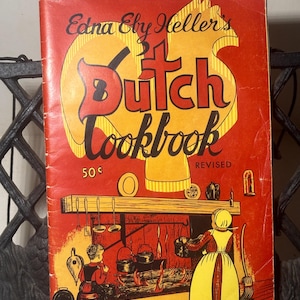 Edna Eby Heller's
Dutch
Cookbook
REVISED
50¢